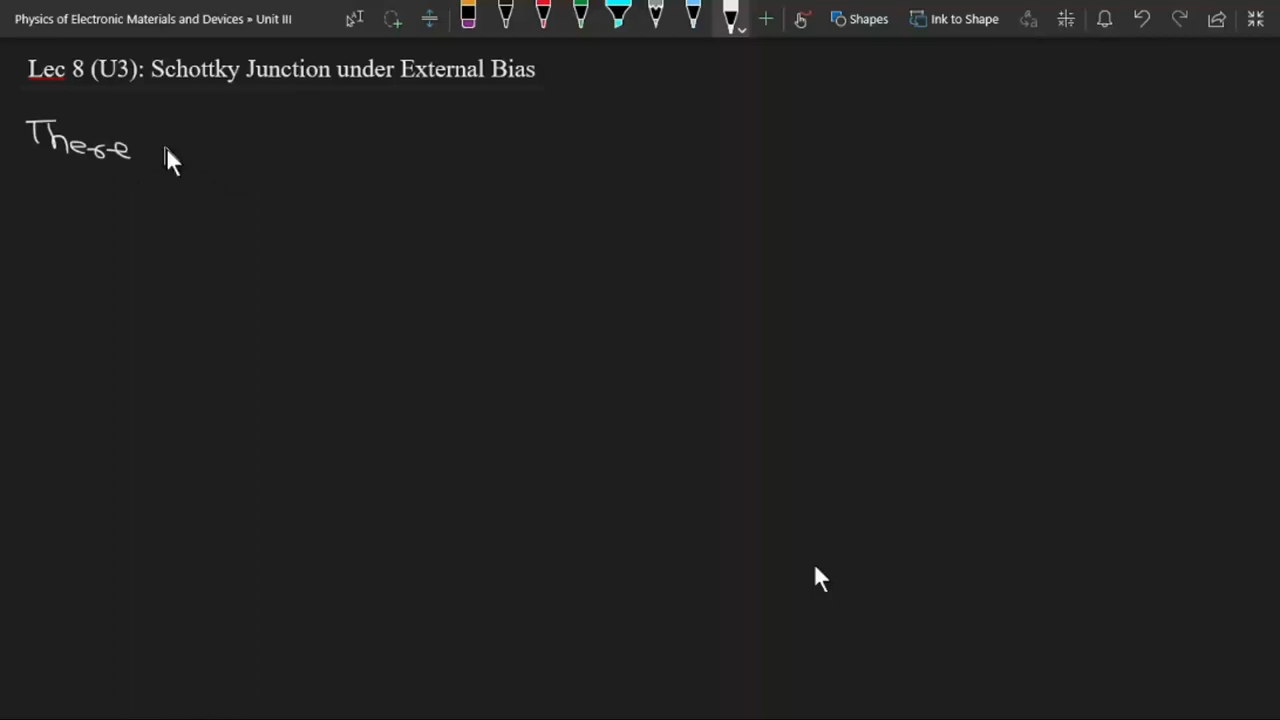 Physics of Electronic Materials and Devices » Unit III
Shapes
Ink to Shape
Lec 8 (U3): Schottky Junction under External Bias
There